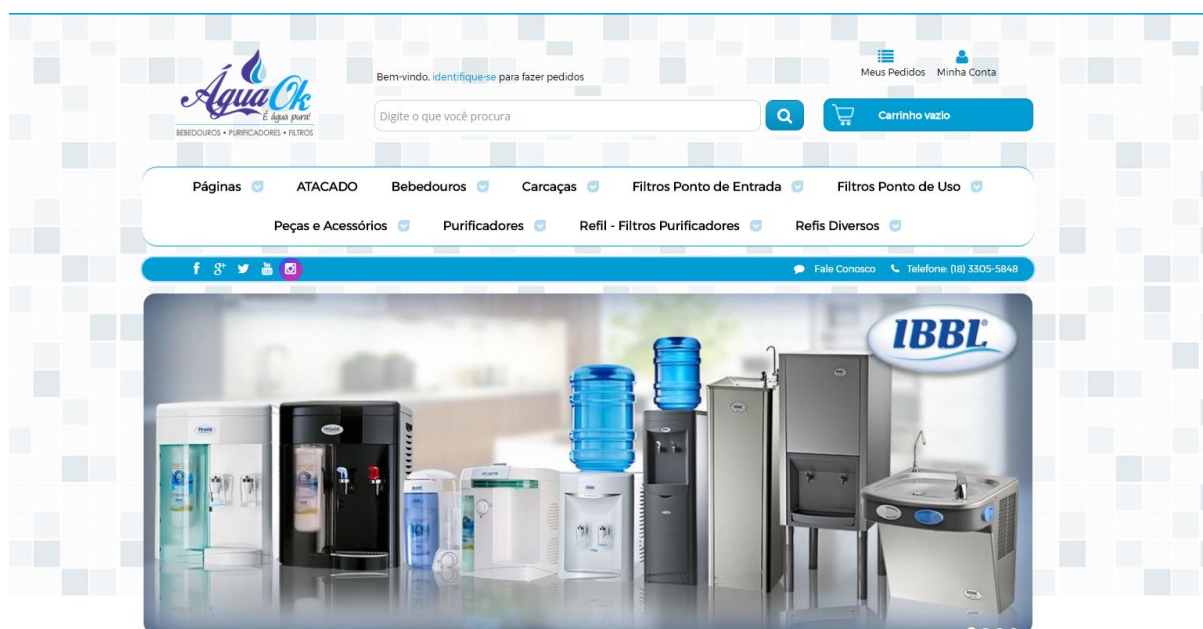 ÁguaOk
É água pura!
BEBEDOUROS • PURIFICADORES • FILTROS
Bem-vindo, identifique-se para fazer pedidos
Meus Pedidos Minha Conta
Digite o que você procura
Carrinho vazio
Páginas ATACADO Bebedouros Carcaças Filtros Ponto de Entrada Filtros Ponto de Uso
Peças e Acessórios Purificadores Refil - Filtros Purificadores Refis Diversos
Fale Conosco Telefone: (18) 3305-5848
IBBL®